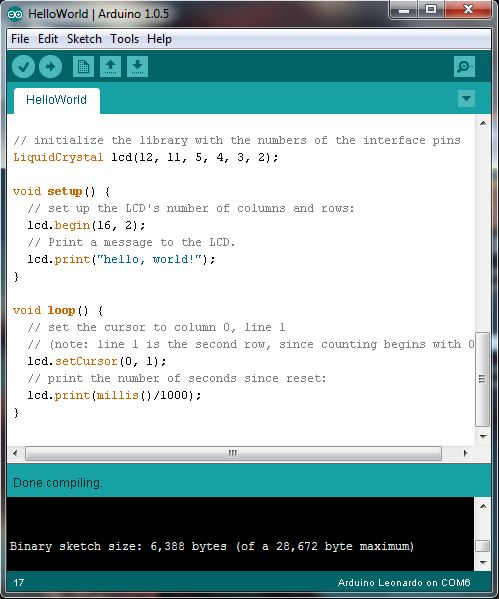 HelloWorld | Arduino 1.0.5
File Edit Sketch Tools Help
HelloWorld
// initialize the library with the numbers of the interface pins
LiquidCrystal lcd(12, 11, 5, 4, 3, 2);
void setup() {
  // set up the LCD's number of columns and rows:
  lcd.begin(16, 2);
  // Print a message to the LCD.
  lcd.print("hello, world!");
}
void loop() {
  // set the cursor to column 0, line 1
  // (note: line 1 is the second row, since counting begins with 0
  lcd.setCursor(0, 1);
  // print the number of seconds since reset:
  lcd.print(millis()/1000);
}
Done compiling.
Binary sketch size: 6,388 bytes (of a 28,672 byte maximum)
17 Arduino Leonardo on COM6